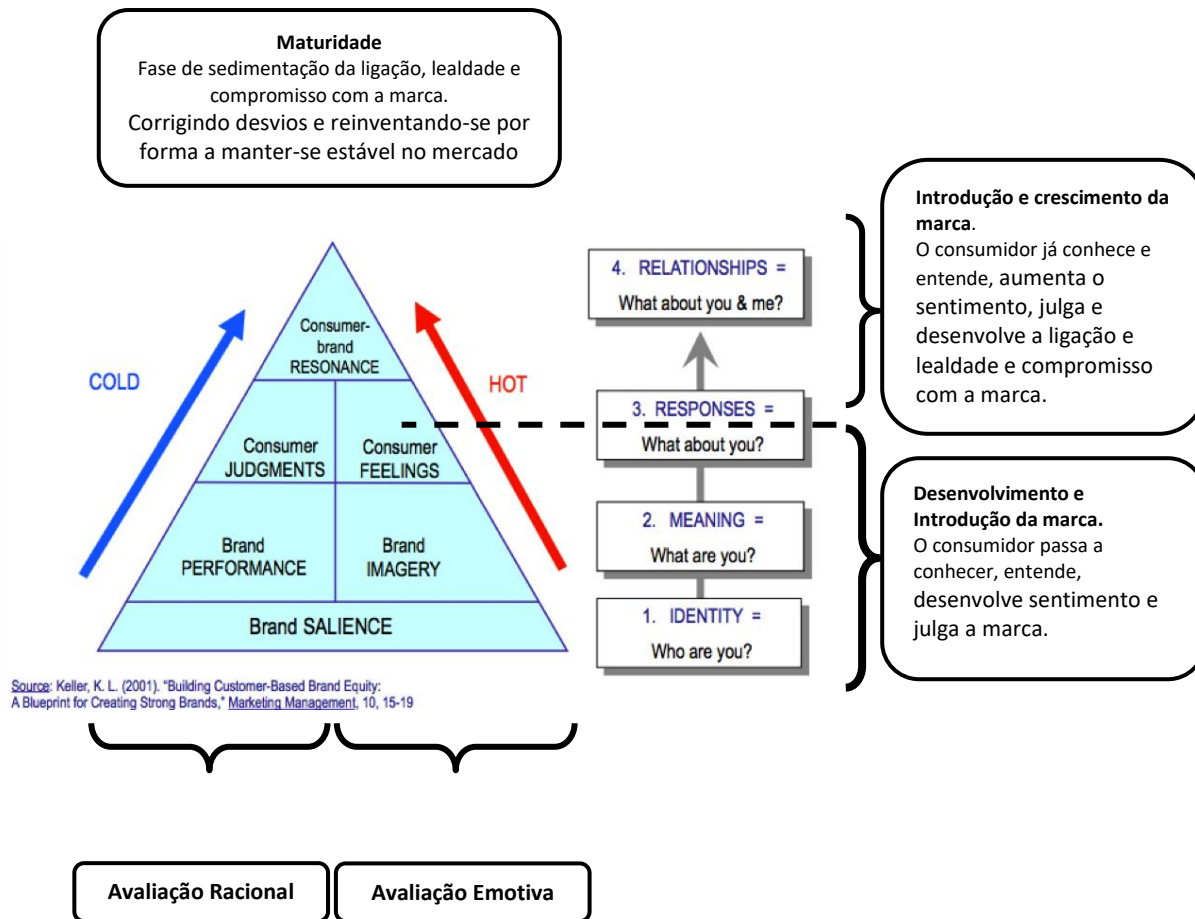 Maturidade
Fase de sedimentação da ligação, lealdade e
compromisso com a marca.
Corrigindo desvios e reinventando-se por
forma a manter-se estável no mercado
COLD
HOT
Consumer-
brand
RESONANCE
Consumer
JUDGMENTS
Consumer
FEELINGS
Brand
PERFORMANCE
Brand
IMAGERY
Brand SALIENCE
4. RELATIONSHIPS =
What about you & me?
3. RESPONSES =
What about you?
2. MEANING =
What are you?
1. IDENTITY =
Who are you?
Introdução e crescimento da
marca.
O consumidor já conhece e
entende, aumenta o
sentimento, julga e
desenvolve a ligação e
lealdade e compromisso
com a marca.
Desenvolvimento e
Introdução da marca.
O consumidor passa a
conhecer, entende,
desenvolve sentimento e
julga a marca.
Source: Keller, K. L. (2001). "Building Customer-Based Brand Equity:
A Blueprint for Creating Strong Brands," Marketing Management, 10, 15-19
Avaliação Racional
Avaliação Emotiva